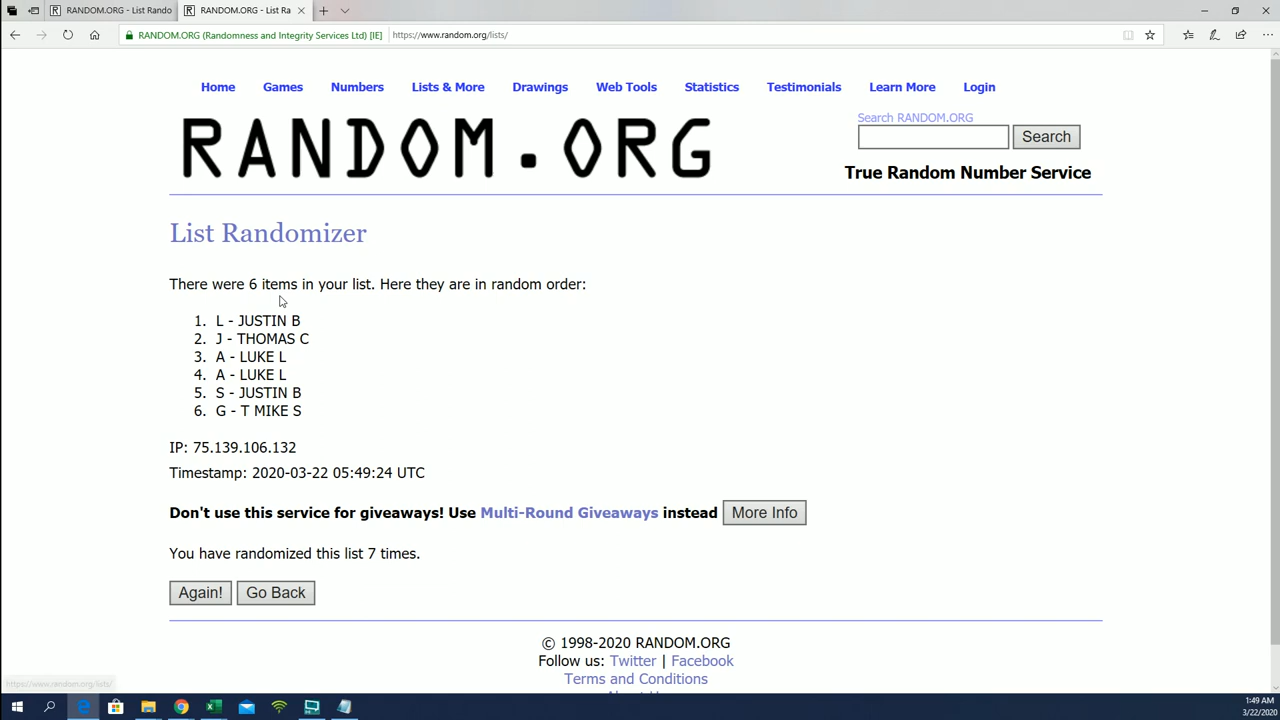 RANDOM.ORG - List Rando
RANDOM.ORG - List Ra
RANDOM.ORG (Randomness and Integrity Services Ltd) [IE]
https://www.random.org/lists/
Home Games Numbers Lists & More Drawings Web Tools Statistics Testimonials Learn More Login
Search RANDOM.ORG
RANDOM.ORG
Search
True Random Number Service
List Randomizer
There were 6 items in your list. Here they are in random order:
1. L - JUSTIN B
2. J - THOMAS C
3. A - LUKE L
4. A - LUKE L
5. S - JUSTIN B
6. G - T MIKE S
IP: 75.139.106.132
Timestamp: 2020-03-22 05:49:24 UTC
Don't use this service for giveaways! Use Multi-Round Giveaways instead More Info
You have randomized this list 7 times.
Again! Go Back
© 1998-2020 RANDOM.ORG
Follow us: Twitter | Facebook
Terms and Conditions
https://www.random.org/lists/
1:49 AM
3/22/2020